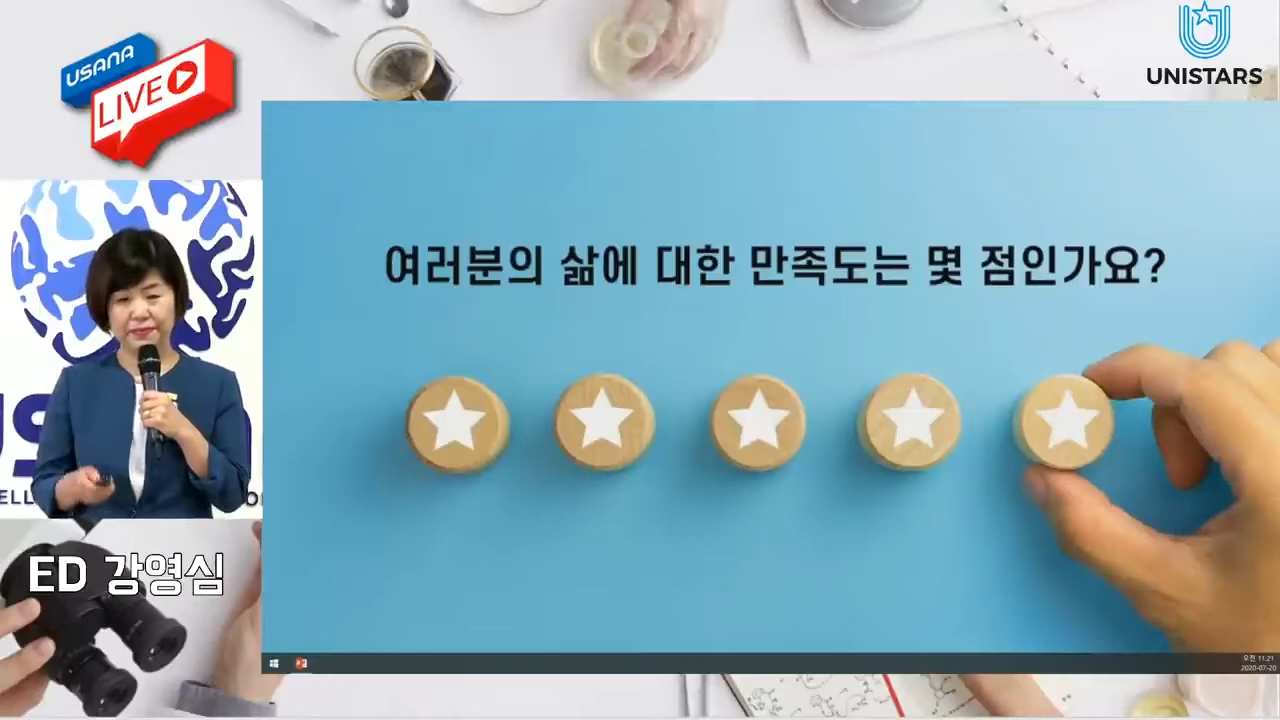 USANA
LIVE
UNISTARS
여러분의 삶에 대한 만족도는 몇 점인가요?
ED 강영심
오전 11:21
2020-07-20